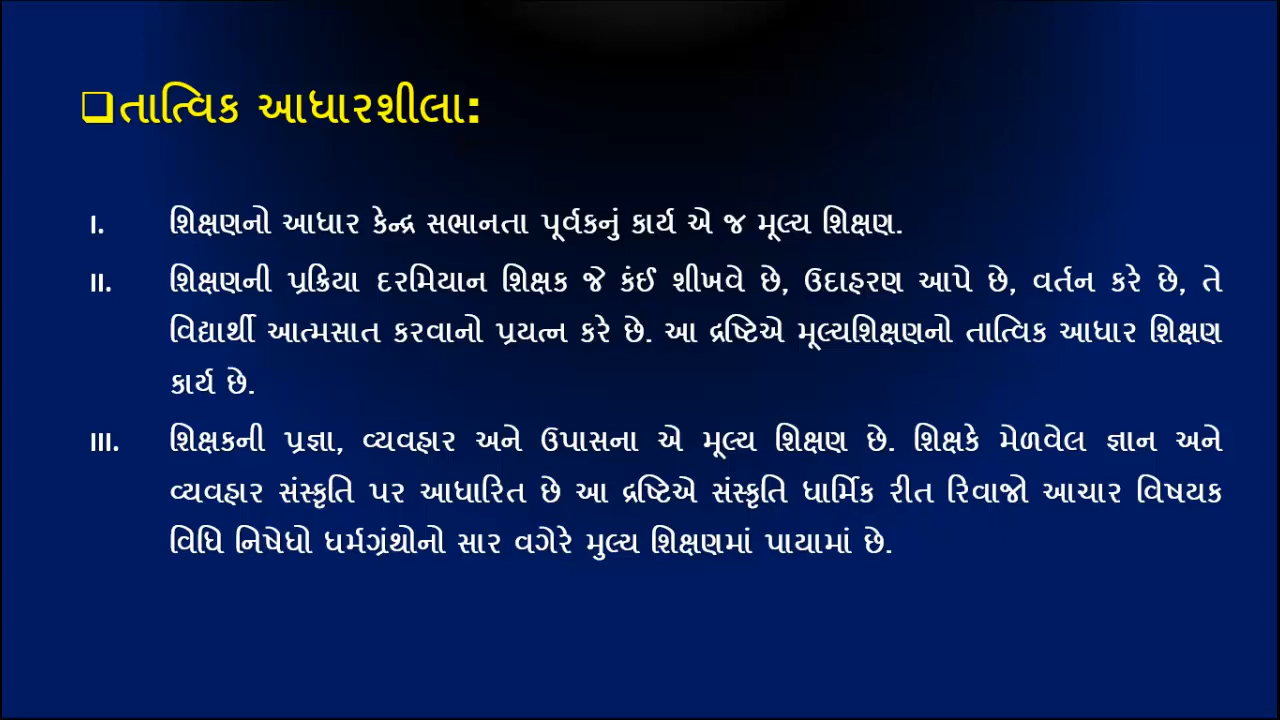 ❑તાત્વિક આધારશીલા:
I. શિક્ષણનો આધાર કેન્દ્ર સભાનતા પૂર્વકનું કાર્ય એ જ મૂલ્ય શિક્ષણ.
II. શિક્ષણની પ્રક્રિયા દરમિયાન શિક્ષક જે કંઈ શીખવે છે, ઉદાહરણ આપે છે, વર્તન કરે છે, તે
વિદ્યાર્થી આત્મસાત કરવાનો પ્રયત્ન કરે છે. આ દ્રષ્ટિએ મૂલ્યશિક્ષણનો તાત્વિક આધાર શિક્ષણ
કાર્ય છે.
III. શિક્ષકની પ્રજ્ઞા, વ્યવહાર અને ઉપાસના એ મૂલ્ય શિક્ષણ છે. શિક્ષકે મેળવેલ જ્ઞાન અને
વ્યવહાર સંસ્કૃતિ પર આધારિત છે આ દ્રષ્ટિએ સંસ્કૃતિ ધાર્મિક રીત રિવાજો આચાર વિષયક
વિધિ નિષેધો ધર્મગ્રંથોનો સાર વગેરે મુલ્ય શિક્ષણમાં પાયામાં છે.